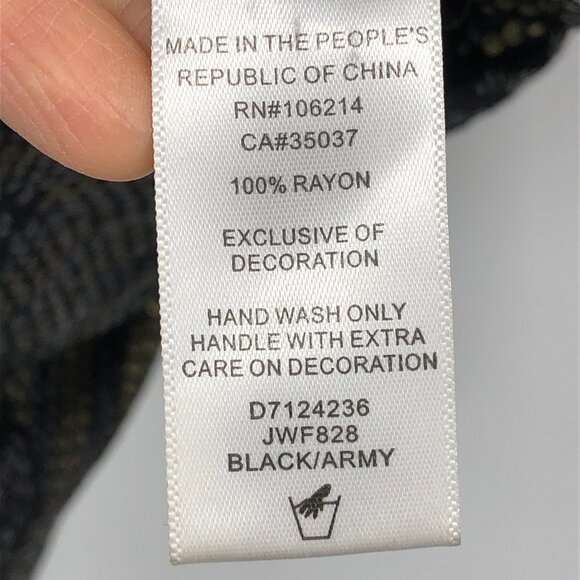 MADE IN THE PEOPLE'S
REPUBLIC OF CHINA
RN#106214
CA#35037
100% RAYON
EXCLUSIVE OF
DECORATION
HAND WASH ONLY
HANDLE WITH EXTRA
CARE ON DECORATION
D7124236
JWF828
BLACK/ARMY